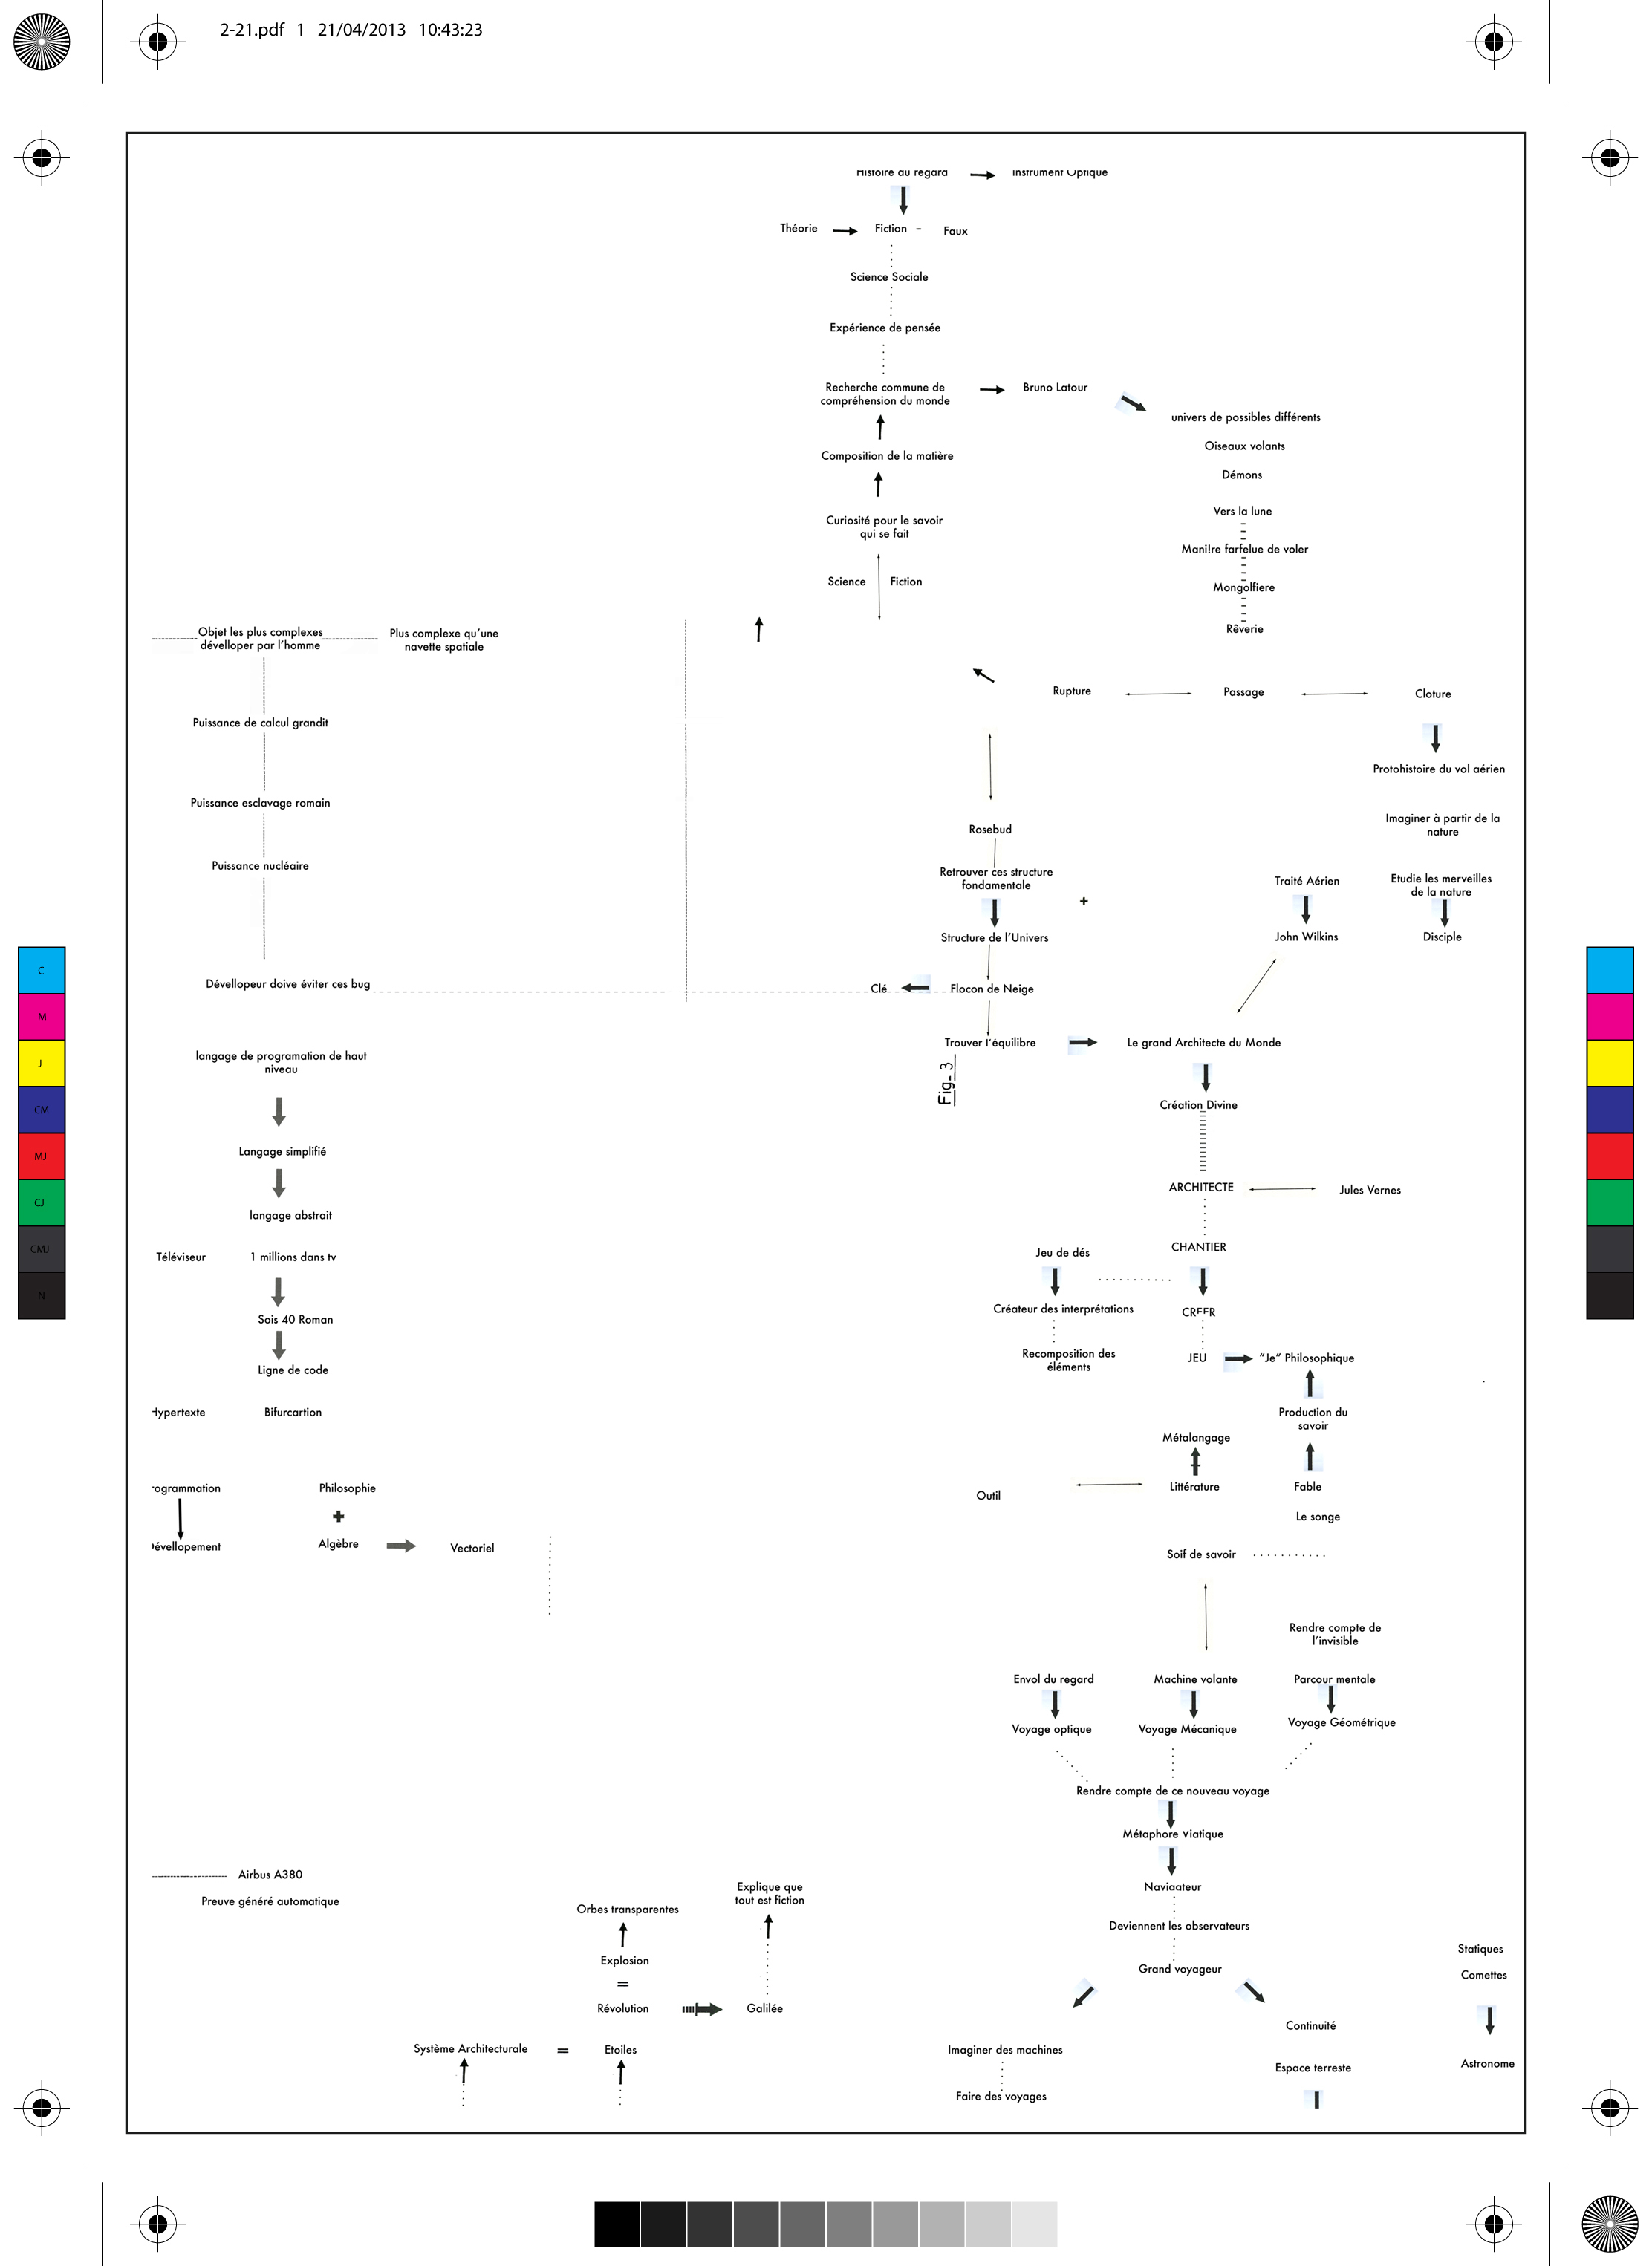 2-21.pdf 1 21/04/2013 10:43:23
Histoire du regard
Instrument Optique
Théorie
Fiction -
Faux
Science Sociale
Expérience de pensée
Recherche commune de
compréhension du monde
Bruno Latour
univers de possibles différents
Oiseaux volants
Composition de la matière
Démons
Vers la lune
Curiosité pour le savoir
qui se fait
Mani!re farfelue de voler
Science
Fiction
Mongolfiere
Rêverie
Objet les plus complexes
déveloper par l'homme
Plus complexe qu'une
navette spatiale
Rupture
Passage
Cloture
Puissance de calcul grandit
Protohistoire du vol aérien
Puissance esclavage romain
Imaginer à partir de la
nature
Rosebud
Puissance nucléaire
Retrouver ces structure
fondamentale
+
Traité Aérien
Etudie les merveilles
de la nature
Structure de l'Univers
John Wilkins
Disciple
Dévellopeur doive éviter ces bug
Clé
Flocon de Neige
Trouver l'équilibre
Le grand Architecte du Monde
Fig. 3
langage de programation de haut
niveau
Création Divine
Langage simplifié
ARCHITECTE
Jules Vernes
langage abstrait
Téléviseur
1 millions dans tv
Jeu de dés
CHANTIER
Sois 40 Roman
Créateur des interprétations
CREER
Ligne de code
Recomposition des
éléments
JEU
"Je" Philosophique
Hypertexte
Bifurcartion
Production du
savoir
Métalangage
Philosophie
Outil
Littérature
Fable
+
Le songe
ogrammation
évellopement
Algèbre
Vectoriel
Soif de savoir
Rendre compte de
l'invisible
Envol du regard
Machine volante
Parcour mentale
Voyage optique
Voyage Mécanique
Voyage Géométrique
Rendre compte de ce nouveau voyage
Métaphore Viatique
Airbus A380
Preuve généré automatique
Explique que
tout est fiction
Navigateur
Orbes transparentes
Deviennent les observateurs
Explosion
=
Statiques
Grand voyageur
Comettes
Révolution
Galilée
Continuité
Système Architecturale
=
Etoiles
Imaginer des machines
Espace terreste
Astronome
Faire des voyages
C
M
J
CM
MJ
CJ
CMJ
N